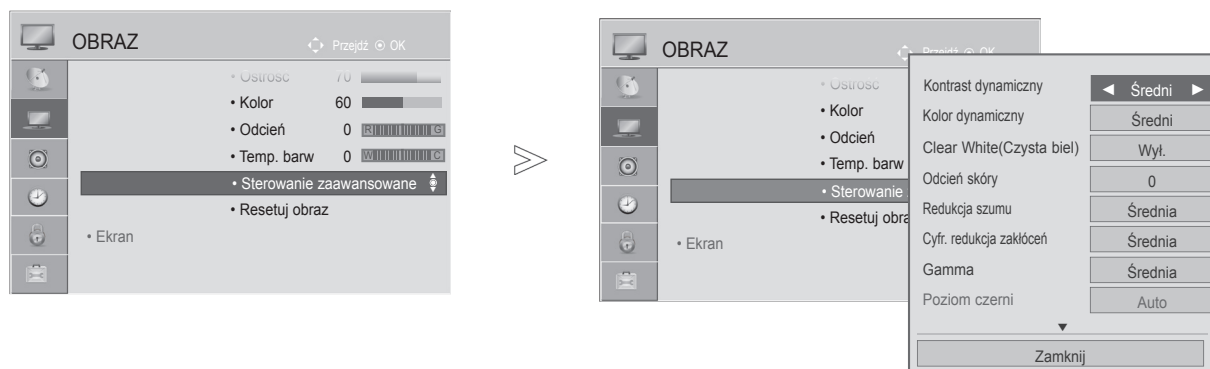 OBRAZ
Przejdź OK
• Ostrość 70
• Kolor 60
• Odcień 0 R G
• Temp. barw 0 W C
• Sterowanie zaawansowane
• Resetuj obraz
• Ekran
OBRAZ
Przejdź OK
• Ostrość
• Kolor
• Odcień
• Temp. barw
• Sterowanie
• Resetuj obra
• Ekran
Kontrast dynamiczny ◄ Średni ►
Kolor dynamiczny Średni
Clear White(Czysta biel) Wył.
Odcień skóry 0
Redukcja szumu Średnia
Cyfr. redukcja zakłóceń Średnia
Gamma Średnia
Poziom czerni Auto
▼
Zamknij